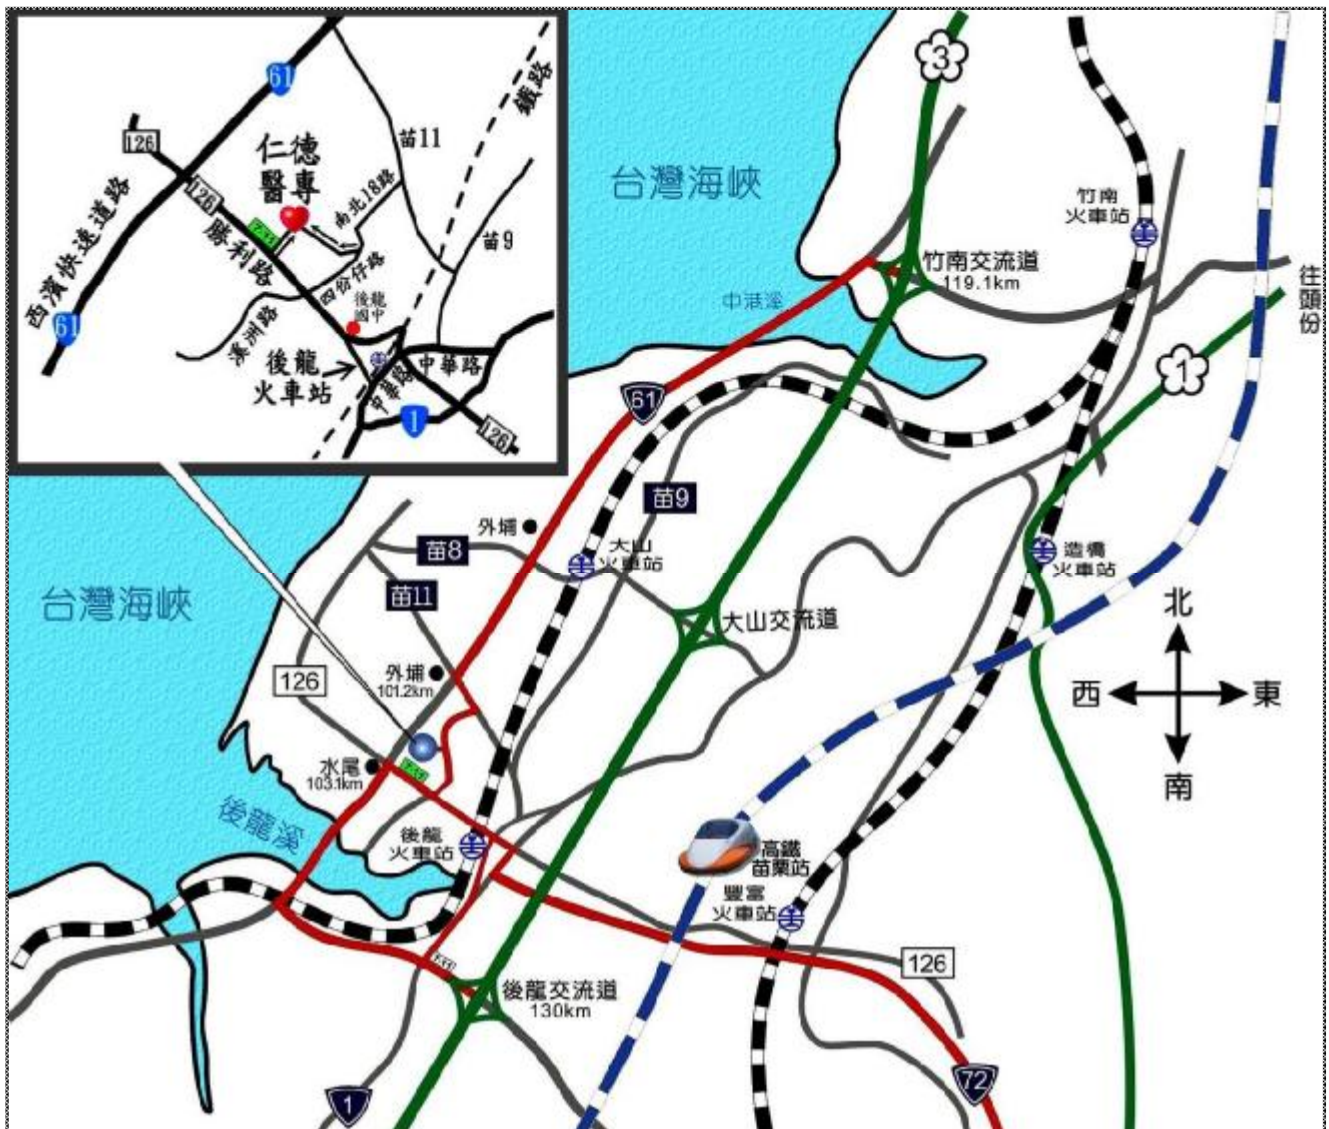 61
126
仁德
醫專
苗11
鐵路
126
南北18路
7-11
苗9
西濱快速道路
勝利路
四份仔路
61
溪洲路
後龍
國中
後龍
火車站
中華路
中華路
1
126
3
台灣海峽
竹南
火車站
竹南交流道
119.1km
往頭份
中港溪
1
61
苗9
外埔
苗8
大山
火車站
造橋
火車站
苗11
台灣海峽
大山交流道
北
西
東
南
外埔
101.2km
126
水尾
103.1km
7-11
後龍溪
後龍
火車站
高鐵
苗栗站
豐富
火車站
126
7-11
後龍交流道
130km
72
1